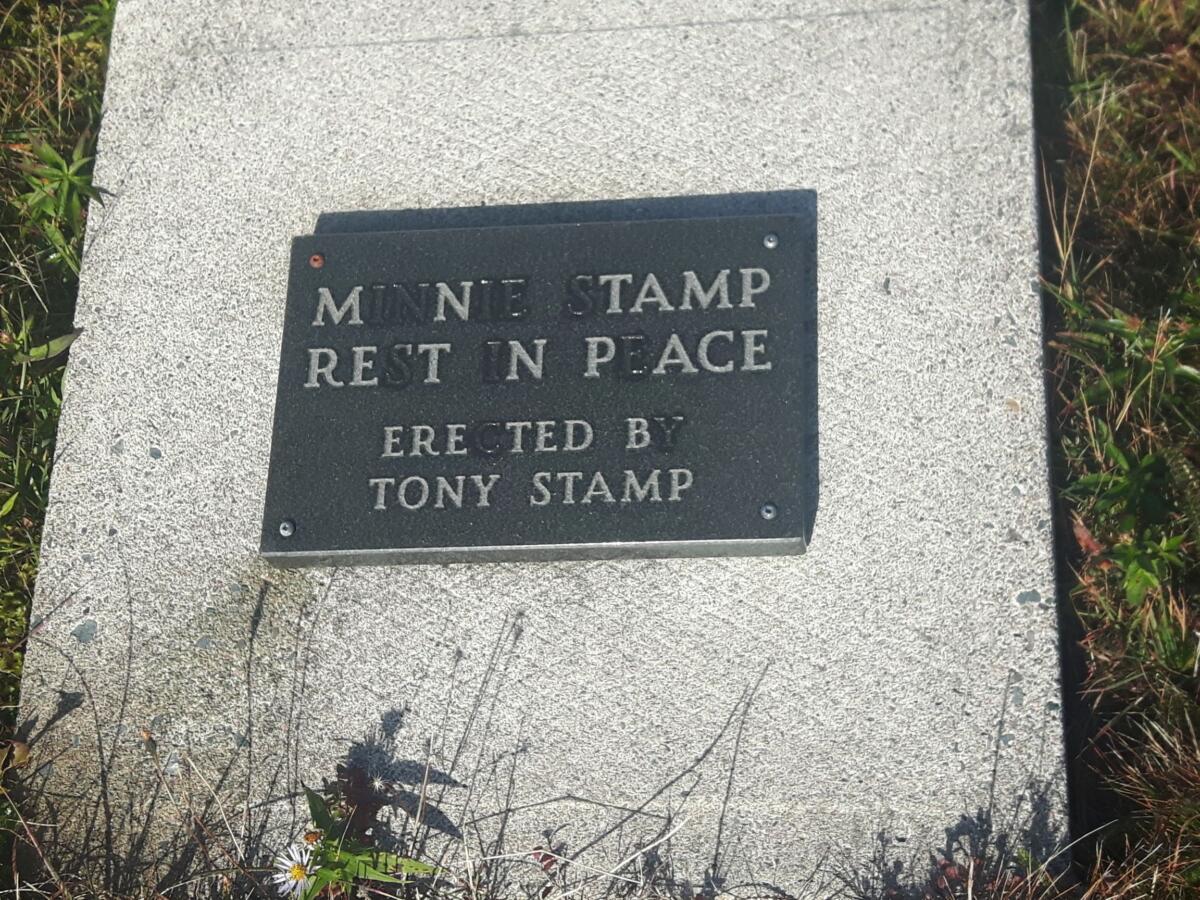 MINNIE STAMP
REST IN PEACE
ERECTED BY
TONY STAMP